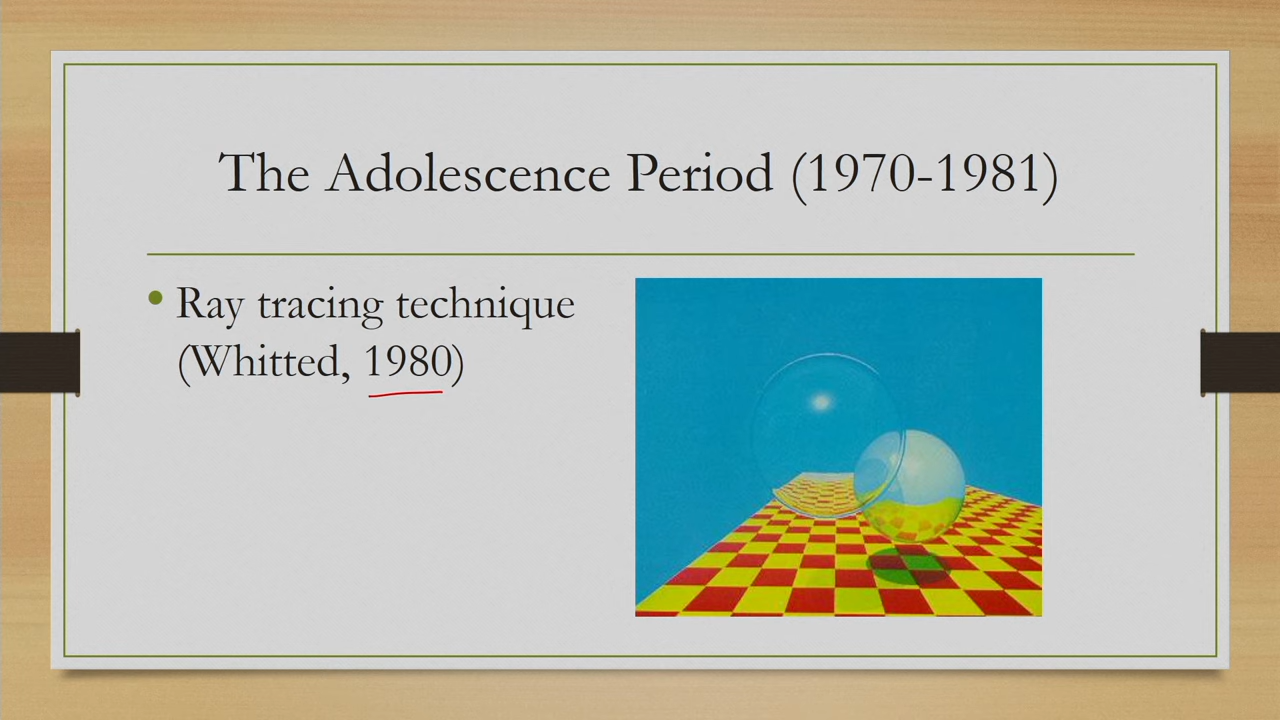 The Adolescence Period (1970-1981)
• Ray tracing technique
(Whitted, 1980)